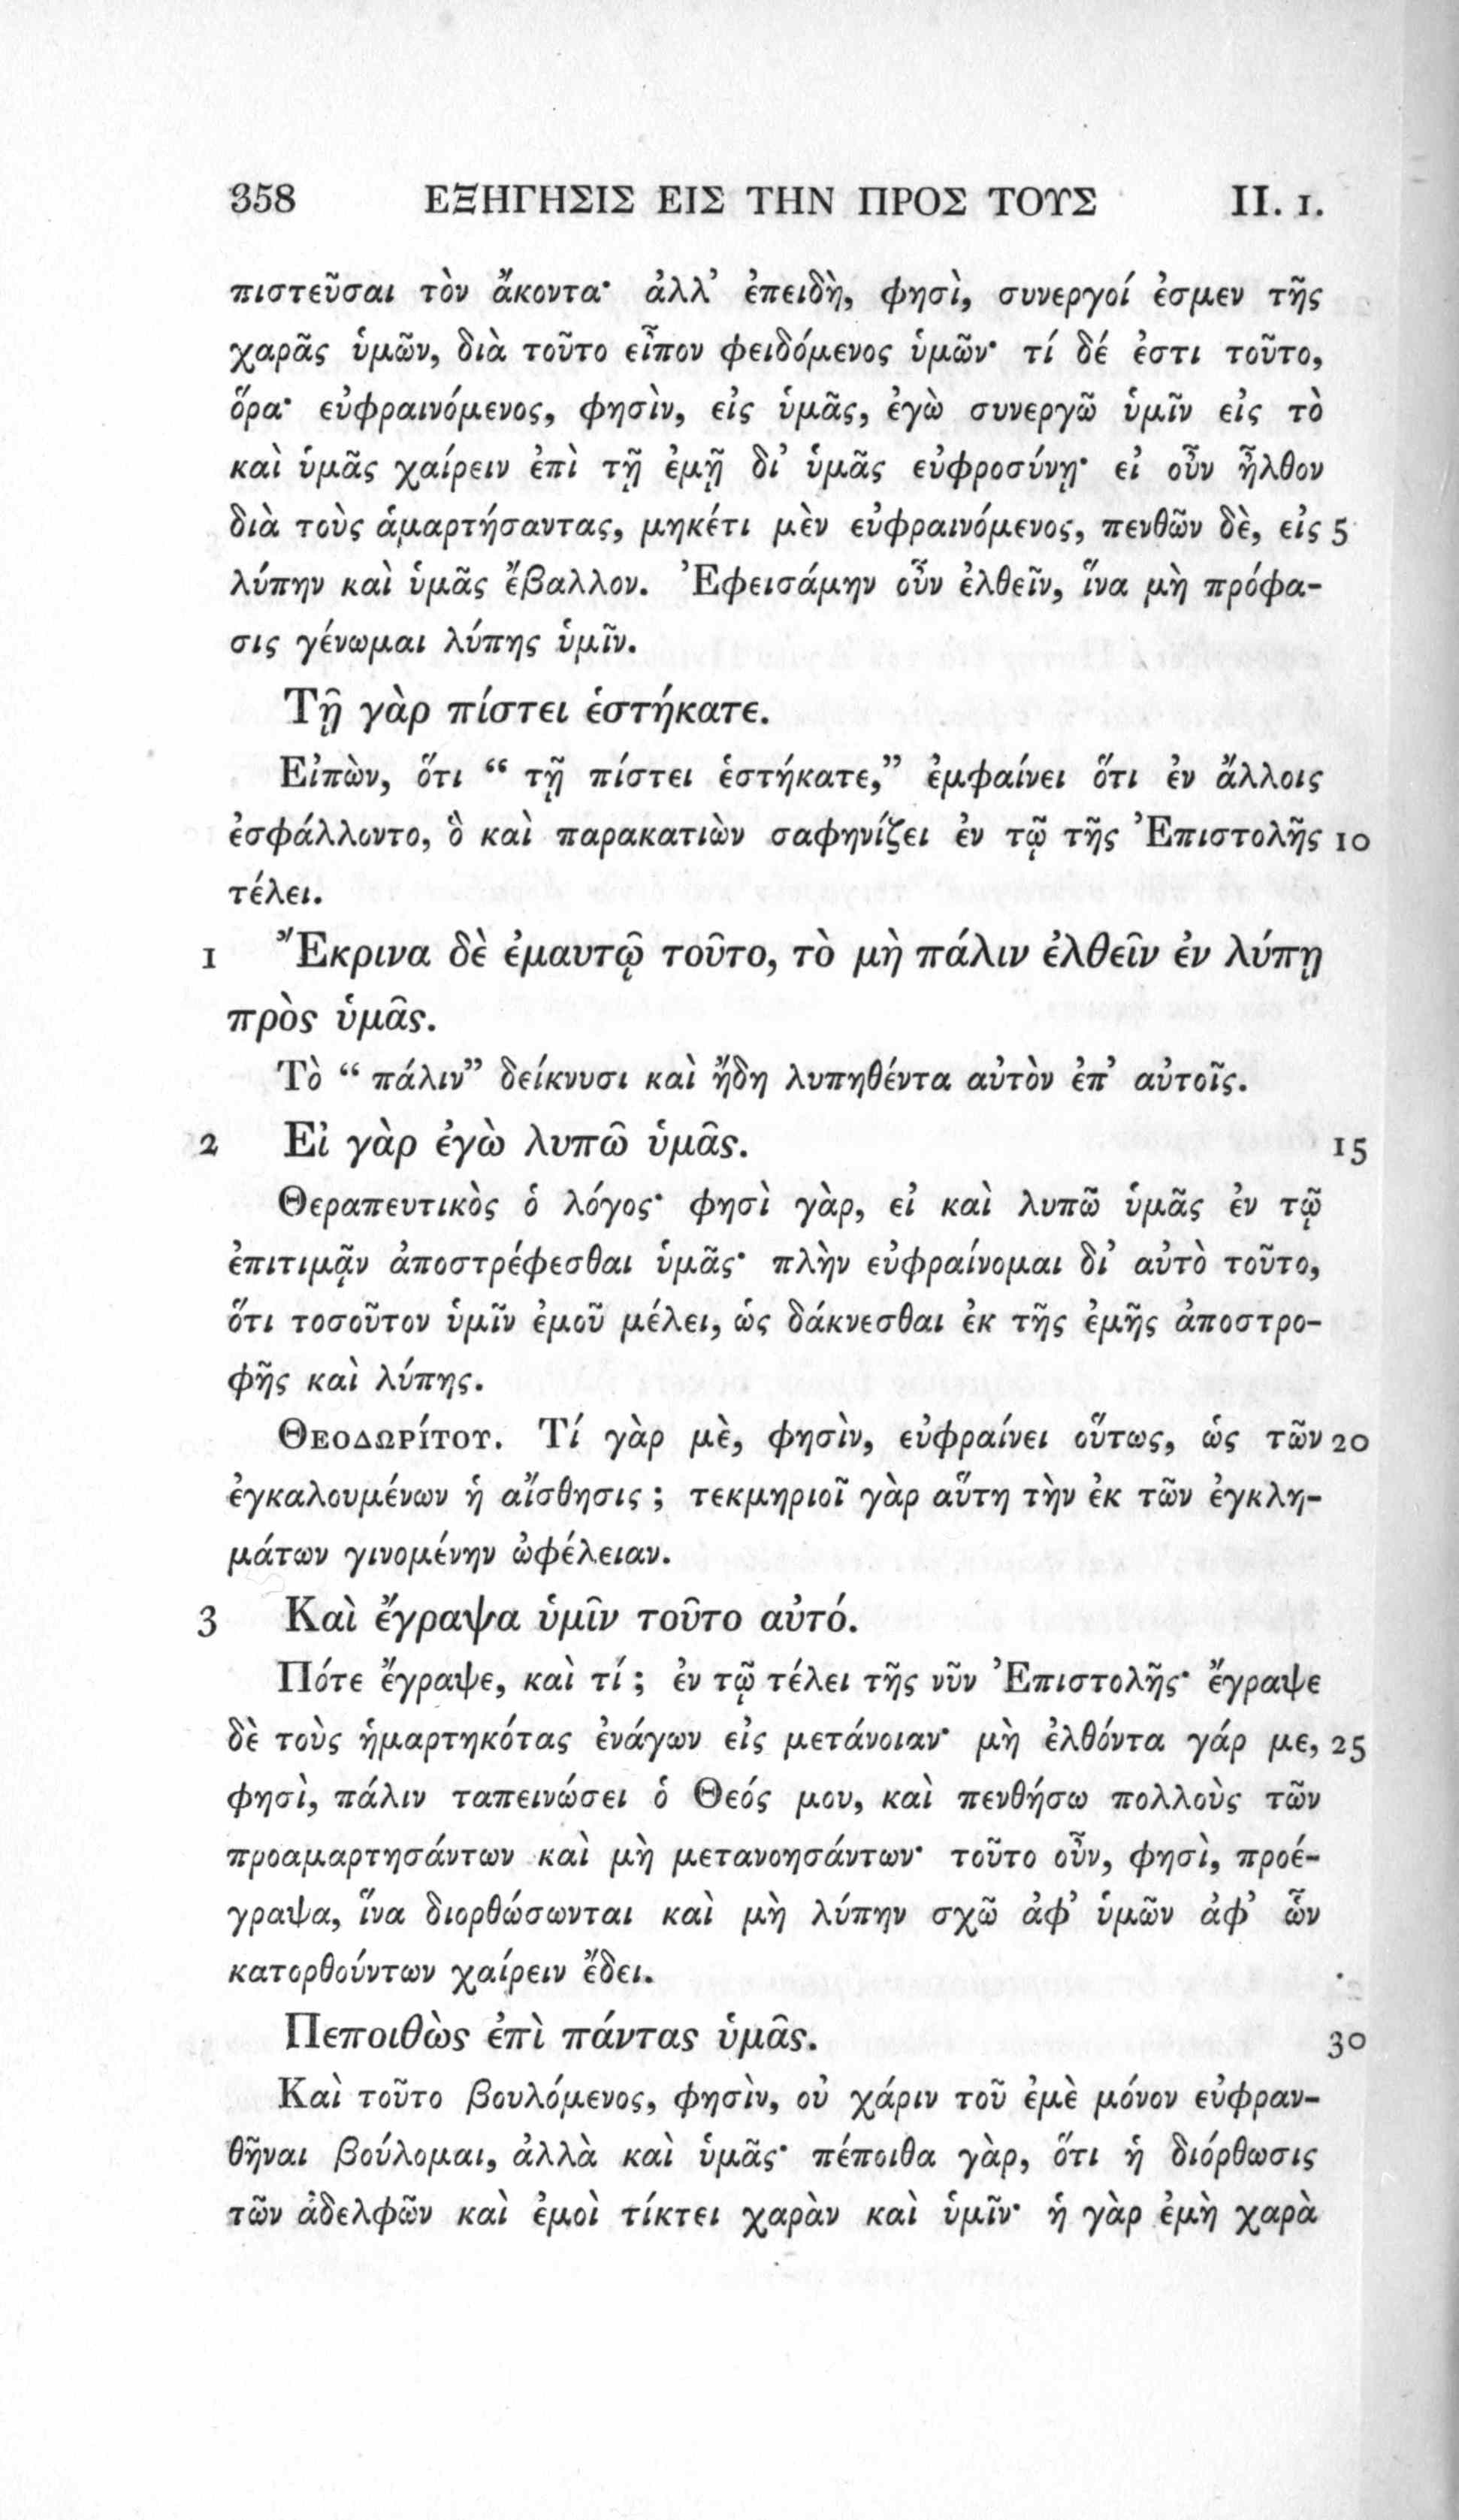 358 ΕΞΗΓΗΣΙΣ ΕΙΣ ΤΗΝ ΠΡΟΣ ΤΟΥΣ II. 1.
πιστεῦσαι τὸν ἄκοντα· ἀλλ’ ἐπειδὴ, φησὶ, συνεργοί ἐσμεν τῆς
χαρᾶς ὑμῶν, διὰ τοῦτο εἶπον φειδόμενος ὑμῶν· τί δέ ἐστι τοῦτο,
ὅρα· εὐφραινόμενος, φησὶν, εἰς ὑμᾶς, ἐγὼ συνεργῶ ὑμῖν εἰς τὸ
καὶ ὑμᾶς χαίρειν ἐπὶ τῇ ἐμῇ δι’ ὑμᾶς εὐφροσύνῃ· εἰ οὖν ἦλθον
διὰ τοὺς ἁμαρτήσαντας, μηκέτι μὲν εὐφραινόμενος, πενθῶν δὲ, εἰς 5
λύπην καὶ ὑμᾶς ἔβαλλον. Ἐφεισάμην οὖν ἐλθεῖν, ἵνα μὴ πρόφα-
σις γένωμαι λύπης ὑμῖν.
Τῇ γὰρ πίστει ἑστήκατε.
Εἰπὼν, ὅτι “ τῇ πίστει ἑστήκατε,” ἐμφαίνει ὅτι ἐν ἄλλοις
ἐσφάλλοντο, ὃ καὶ παρακατιὼν σαφηνίζει ἐν τῷ τῆς Ἐπιστολῆς 10
τέλει.
1 Ἔκρινα δὲ ἐμαυτῷ τοῦτο, τὸ μὴ πάλιν ἐλθεῖν ἐν λύπῃ
πρὸς ὑμᾶς.
Τὸ “ πάλιν” δείκνυσι καὶ ἤδη λυπηθέντα αὐτὸν ἐπ’ αὐτοῖς.
2 Εἰ γὰρ ἐγὼ λυπῶ ὑμᾶς. 15
Θεραπευτικὸς ὁ λόγος· φησὶ γὰρ, εἰ καὶ λυπῶ ὑμᾶς ἐν τῷ
ἐπιτιμᾷν ἀποστρέφεσθαι ὑμᾶς· πλὴν εὐφραίνομαι δι’ αὐτὸ τοῦτο,
ὅτι τοσοῦτον ὑμῖν ἐμοῦ μέλει, ὡς δάκνεσθαι ἐκ τῆς ἐμῆς ἀποστρο-
φῆς καὶ λύπης.
ΘΕΟΔΩΡίΤΟΥ. Τί γὰρ μὲ, φησὶν, εὐφραίνει οὕτως, ὡς τῶν 20
ἐγκαλουμένων ἡ αἴσθησις ; τεκμηριοῖ γὰρ αὕτη τὴν ἐκ τῶν ἐγκλη-
μάτων γινομένην ὠφέλειαν.
3 Καὶ ἔγραψα ὑμῖν τοῦτο αὐτό.
Πότε ἔγραψε, καὶ τί ; ἐν τῷ τέλει τῆς νῦν Ἐπιστολῆς· ἔγραψε
δὲ τοὺς ἡμαρτηκότας ἐνάγων εἰς μετάνοιαν· μὴ ἐλθόντα γάρ με, 25
φησὶ, πάλιν ταπεινώσει ὁ Θεός μου, καὶ πενθήσω πολλοὺς τῶν
προαμαρτησάντων καὶ μὴ μετανοησάντων· τοῦτο οὖν, φησὶ, προέ-
γραψα, ἵνα διορθώσωνται καὶ μὴ λύπην σχῶ ἀφ’ ὑμῶν ἀφ’ ὧν
κατορθούντων χαίρειν ἔδει.
Πεποιθὼς ἐπὶ πάντας ὑμᾶς. 30
Καὶ τοῦτο βουλόμενος, φησὶν, οὐ χάριν τοῦ ἐμὲ μόνον εὐφραν-
θῆναι βούλομαι, ἀλλὰ καὶ ὑμᾶς· πέποιθα γὰρ, ὅτι ἡ διόρθωσις
τῶν ἀδελφῶν καὶ ἐμοὶ τίκτει χαρὰν καὶ ὑμῖν· ἡ γὰρ ἐμὴ χαρὰ